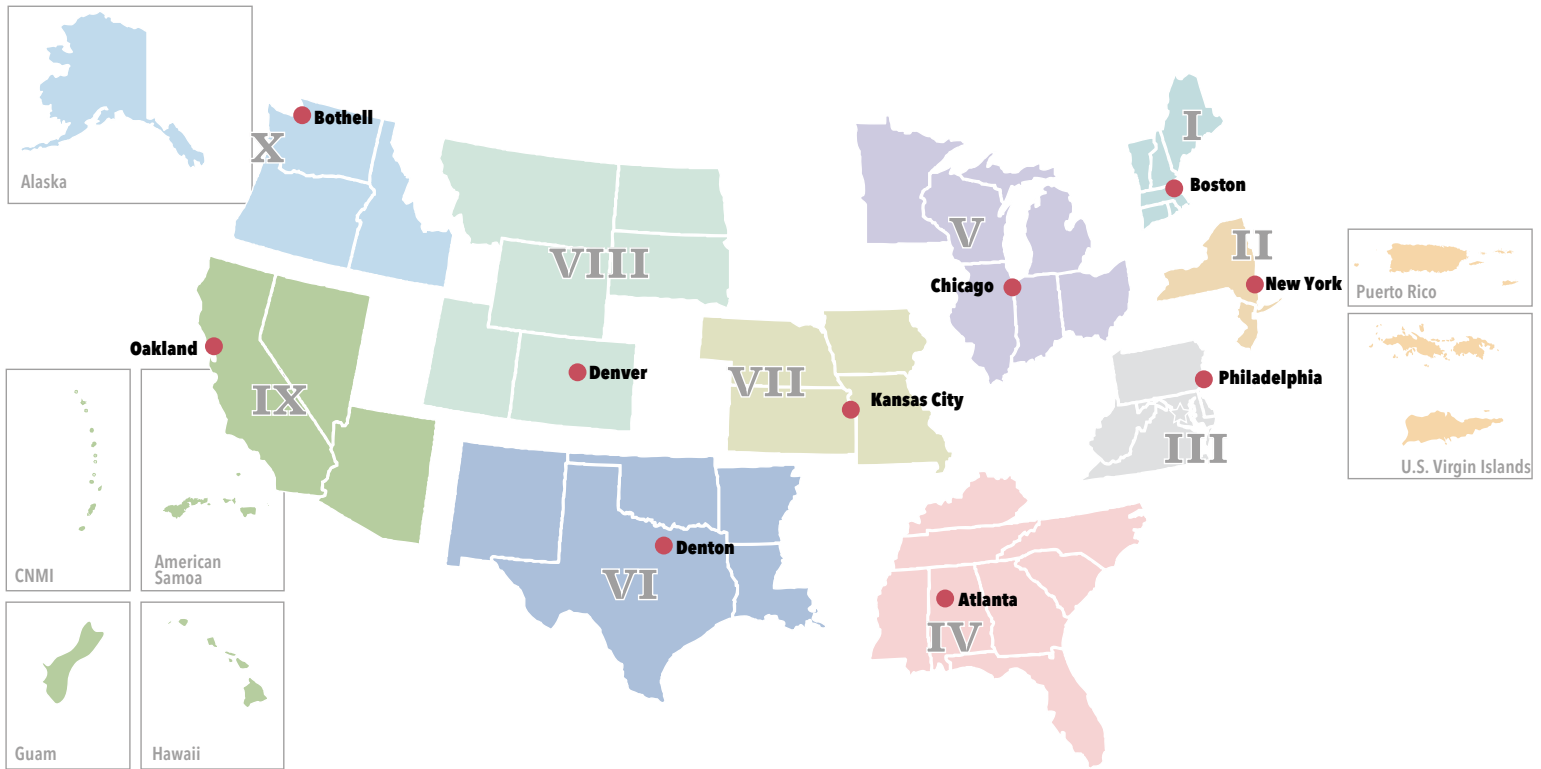 Alaska
X
Bothell
I
Boston
V
II
VIII
New York
Puerto Rico
Chicago
Oakland
Denver
VII
Kansas City
Philadelphia
IX
III
U.S. Virgin Islands
Denton
CNMI
American
Samoa
VI
Atlanta
IV
Guam
Hawaii